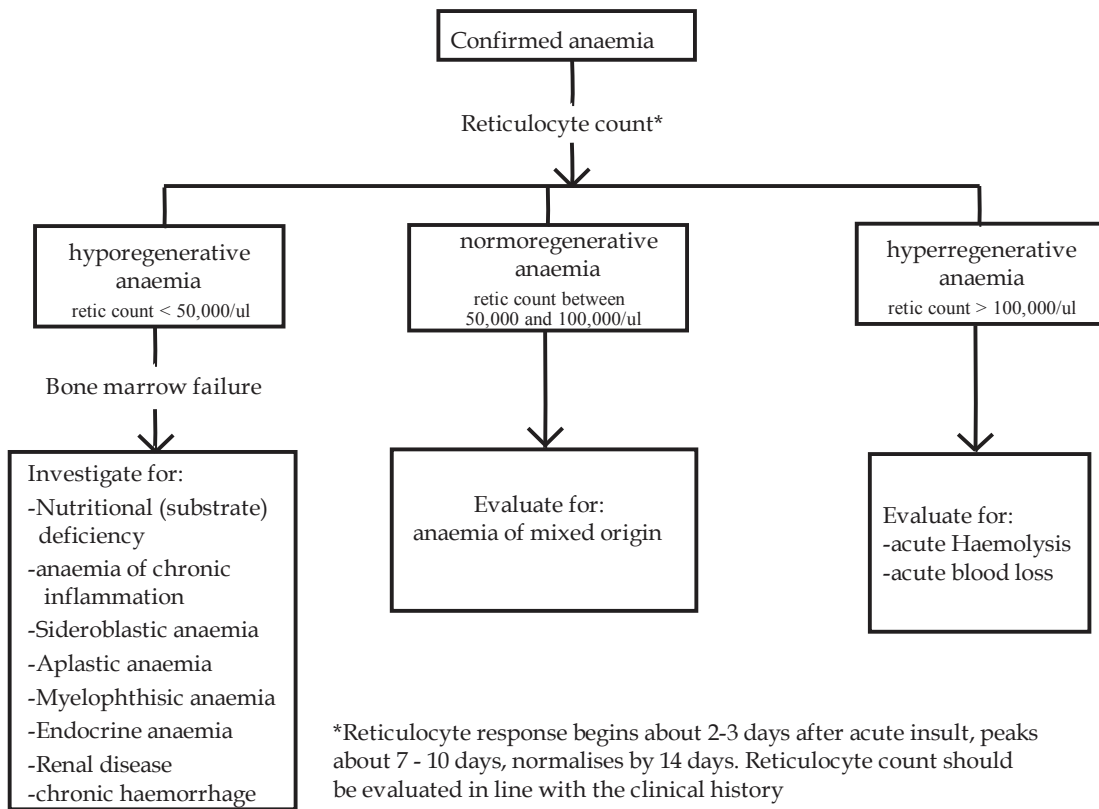 Confirmed anaemia
Reticulocyte count*
hyporegenerative
anaemia
retic count < 50,000/ul
normoregenerative
anaemia
retic count between
50,000 and 100,000/ul
hyperregenerative
anaemia
retic count > 100,000/ul
Bone marrow failure
Investigate for:
-Nutritional (substrate)
deficiency
-anaemia of chronic
inflammation
-Sideroblastic anaemia
-Aplastic anaemia
-Myelophthisic anaemia
-Endocrine anaemia
-Renal disease
-chronic haemorrhage
Evaluate for:
anaemia of mixed origin
Evaluate for:
-acute Haemolysis
-acute blood loss
*Reticulocyte response begins about 2-3 days after acute insult, peaks
about 7 - 10 days, normalises by 14 days. Reticulocyte count should
be evaluated in line with the clinical history